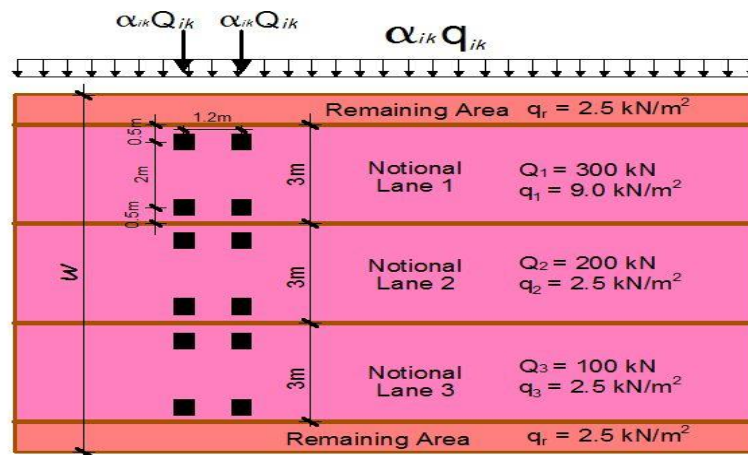 αᵢₖQᵢₖ αᵢₖQᵢₖ
αᵢₖqᵢₖ
Remaining Area qᵣ = 2.5 kN/m²
0.5m
1.2m
2m
0.5m
3m
Notional
Lane 1
Q₁ = 300 kN
q₁ = 9.0 kN/m²
w
3m
Notional
Lane 2
Q₂ = 200 kN
q₂ = 2.5 kN/m²
3m
Notional
Lane 3
Q₃ = 100 kN
q₃ = 2.5 kN/m²
Remaining Area qᵣ = 2.5 kN/m²